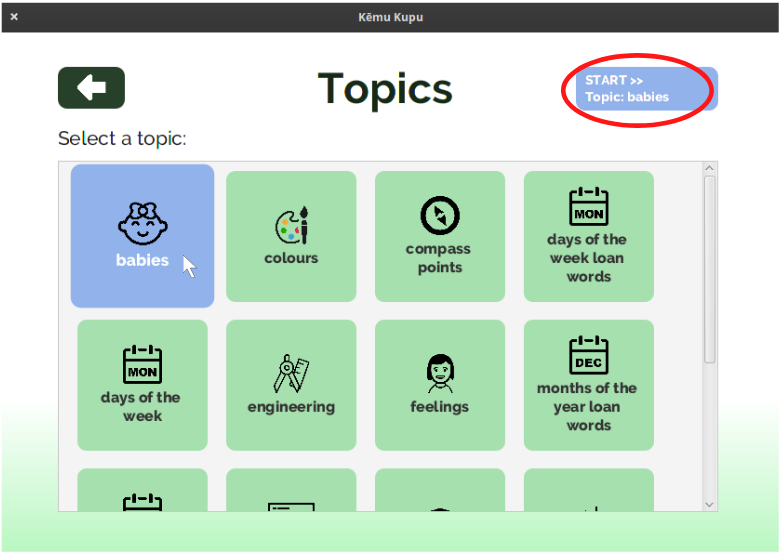 Kēmu Kupu
Topics
START >>
Topic: babies
Select a topic:
babies
colours
compass
points
MON
days of the
week loan
words
MON
days of the
week
engineering
feelings
DEC
months of the
year loan
words